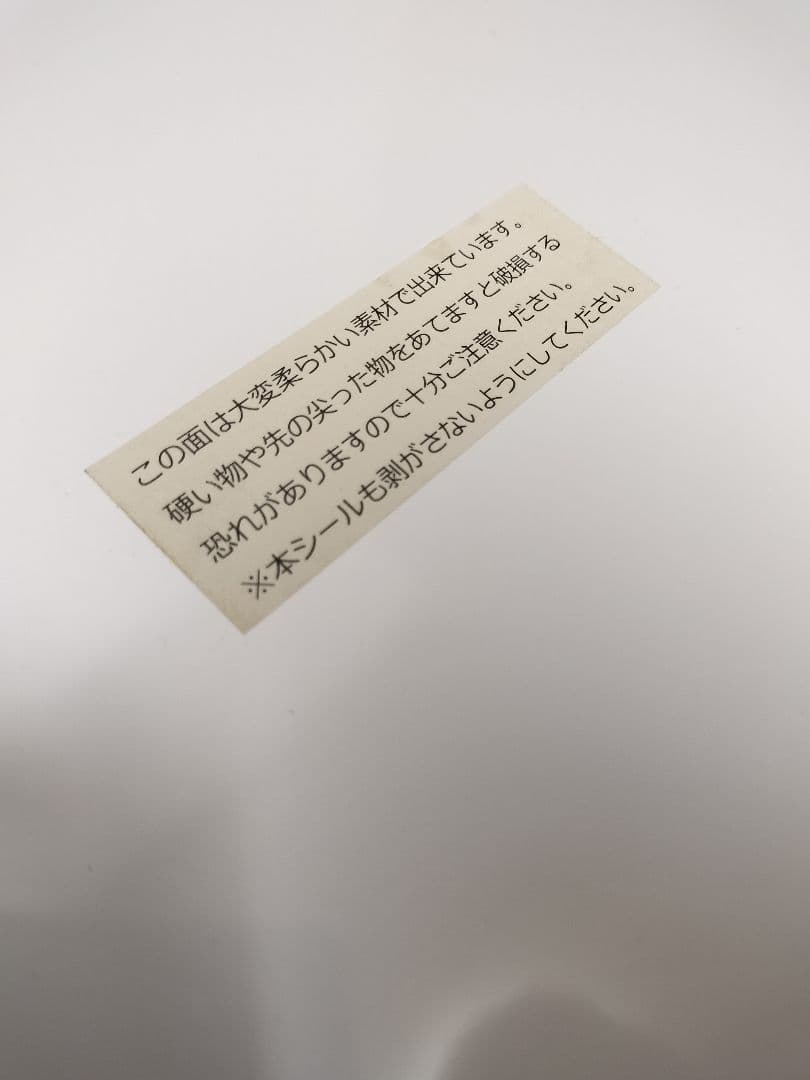 この面は大変柔らかい素材で出来ています。
硬い物や先の尖った物をあてますと破損する
恐れがありますので十分ご注意ください。
※本シールも剥がさないようにしてください。